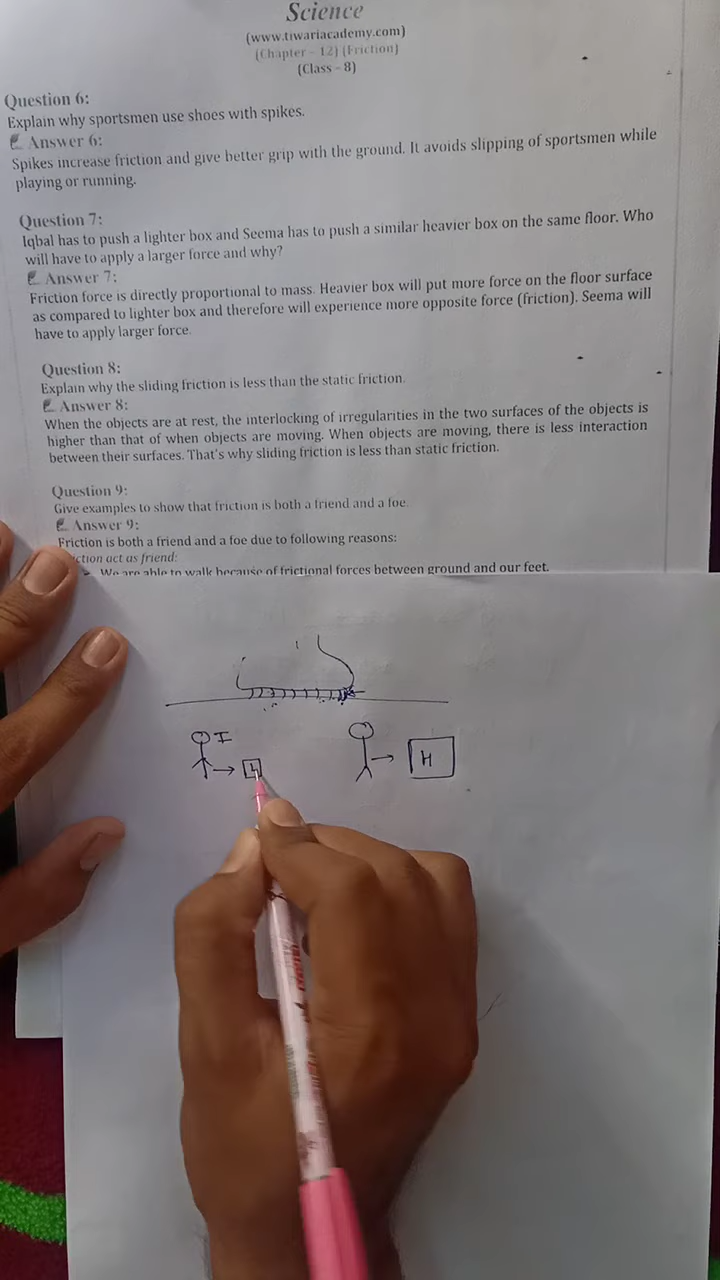 Science
(www.tiwariacademy.com)
(Chapter – 12) (Friction)
(Class – 8)
Question 6:
Explain why sportsmen use shoes with spikes.
Answer 6:
Spikes increase friction and give better grip with the ground. It avoids slipping of sportsmen while
playing or running.
Question 7:
Iqbal has to push a lighter box and Seema has to push a similar heavier box on the same floor. Who
will have to apply a larger force and why?
Answer 7:
Friction force is directly proportional to mass. Heavier box will put more force on the floor surface
as compared to lighter box and therefore will experience more opposite force (friction). Seema will
have to apply larger force.
Question 8:
Explain why the sliding friction is less than the static friction.
Answer 8:
When the objects are at rest, the interlocking of irregularities in the two surfaces of the objects is
higher than that of when objects are moving. When objects are moving, there is less interaction
between their surfaces. That's why sliding friction is less than static friction.
Question 9:
Give examples to show that friction is both a friend and a foe.
Answer 9:
Friction is both a friend and a foe due to following reasons:
act as friend:
We are able to walk because of frictional forces between ground and our feet.
I
H